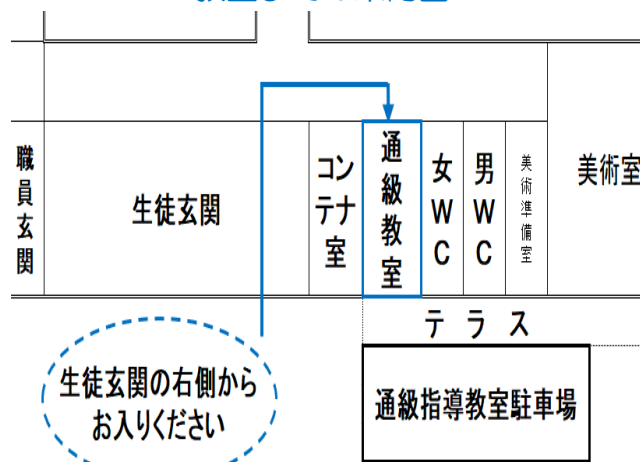 職員玄関
生徒玄関
コンテナ室
通級教室
女WC
男WC
美術準備室
美術室
テラス
生徒玄関の右側から
お入りください
通級指導教室駐車場